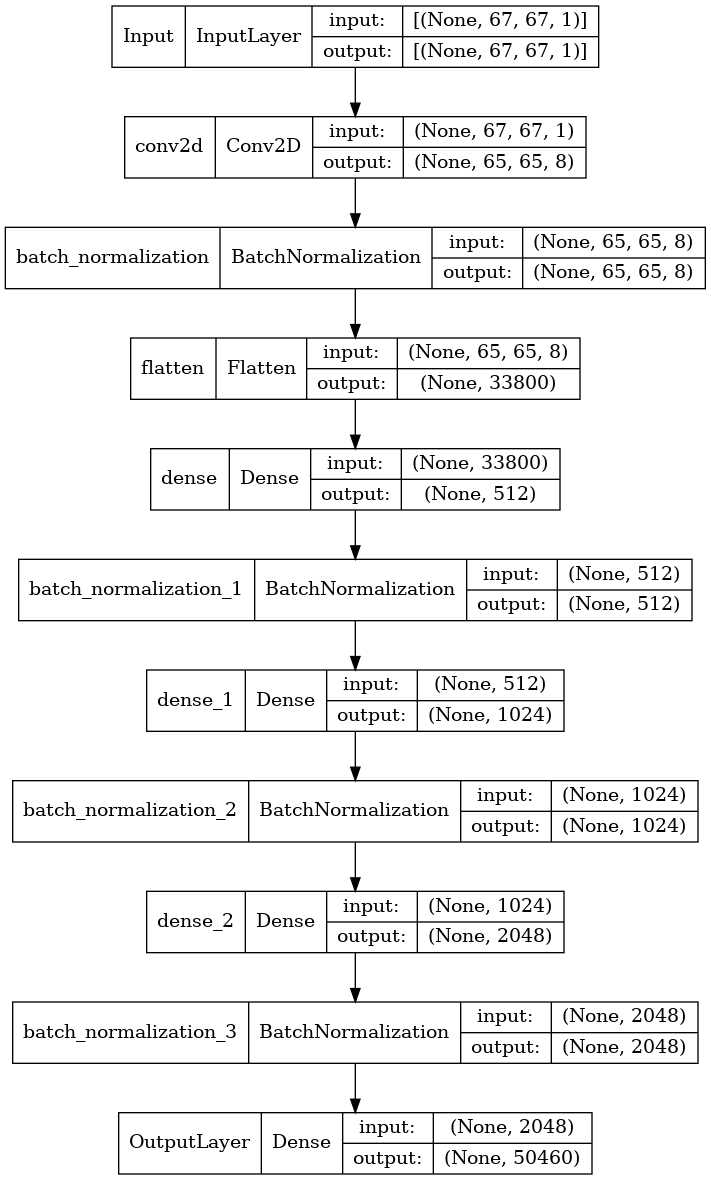 Input InputLayer input: [(None, 67, 67, 1)]
output: [(None, 67, 67, 1)]
conv2d Conv2D input: (None, 67, 67, 1)
output: (None, 65, 65, 8)
batch_normalization BatchNormalization input: (None, 65, 65, 8)
output: (None, 65, 65, 8)
flatten Flatten input: (None, 65, 65, 8)
output: (None, 33800)
dense Dense input: (None, 33800)
output: (None, 512)
batch_normalization_1 BatchNormalization input: (None, 512)
output: (None, 512)
dense_1 Dense input: (None, 512)
output: (None, 1024)
batch_normalization_2 BatchNormalization input: (None, 1024)
output: (None, 1024)
dense_2 Dense input: (None, 1024)
output: (None, 2048)
batch_normalization_3 BatchNormalization input: (None, 2048)
output: (None, 2048)
OutputLayer Dense input: (None, 2048)
output: (None, 50460)